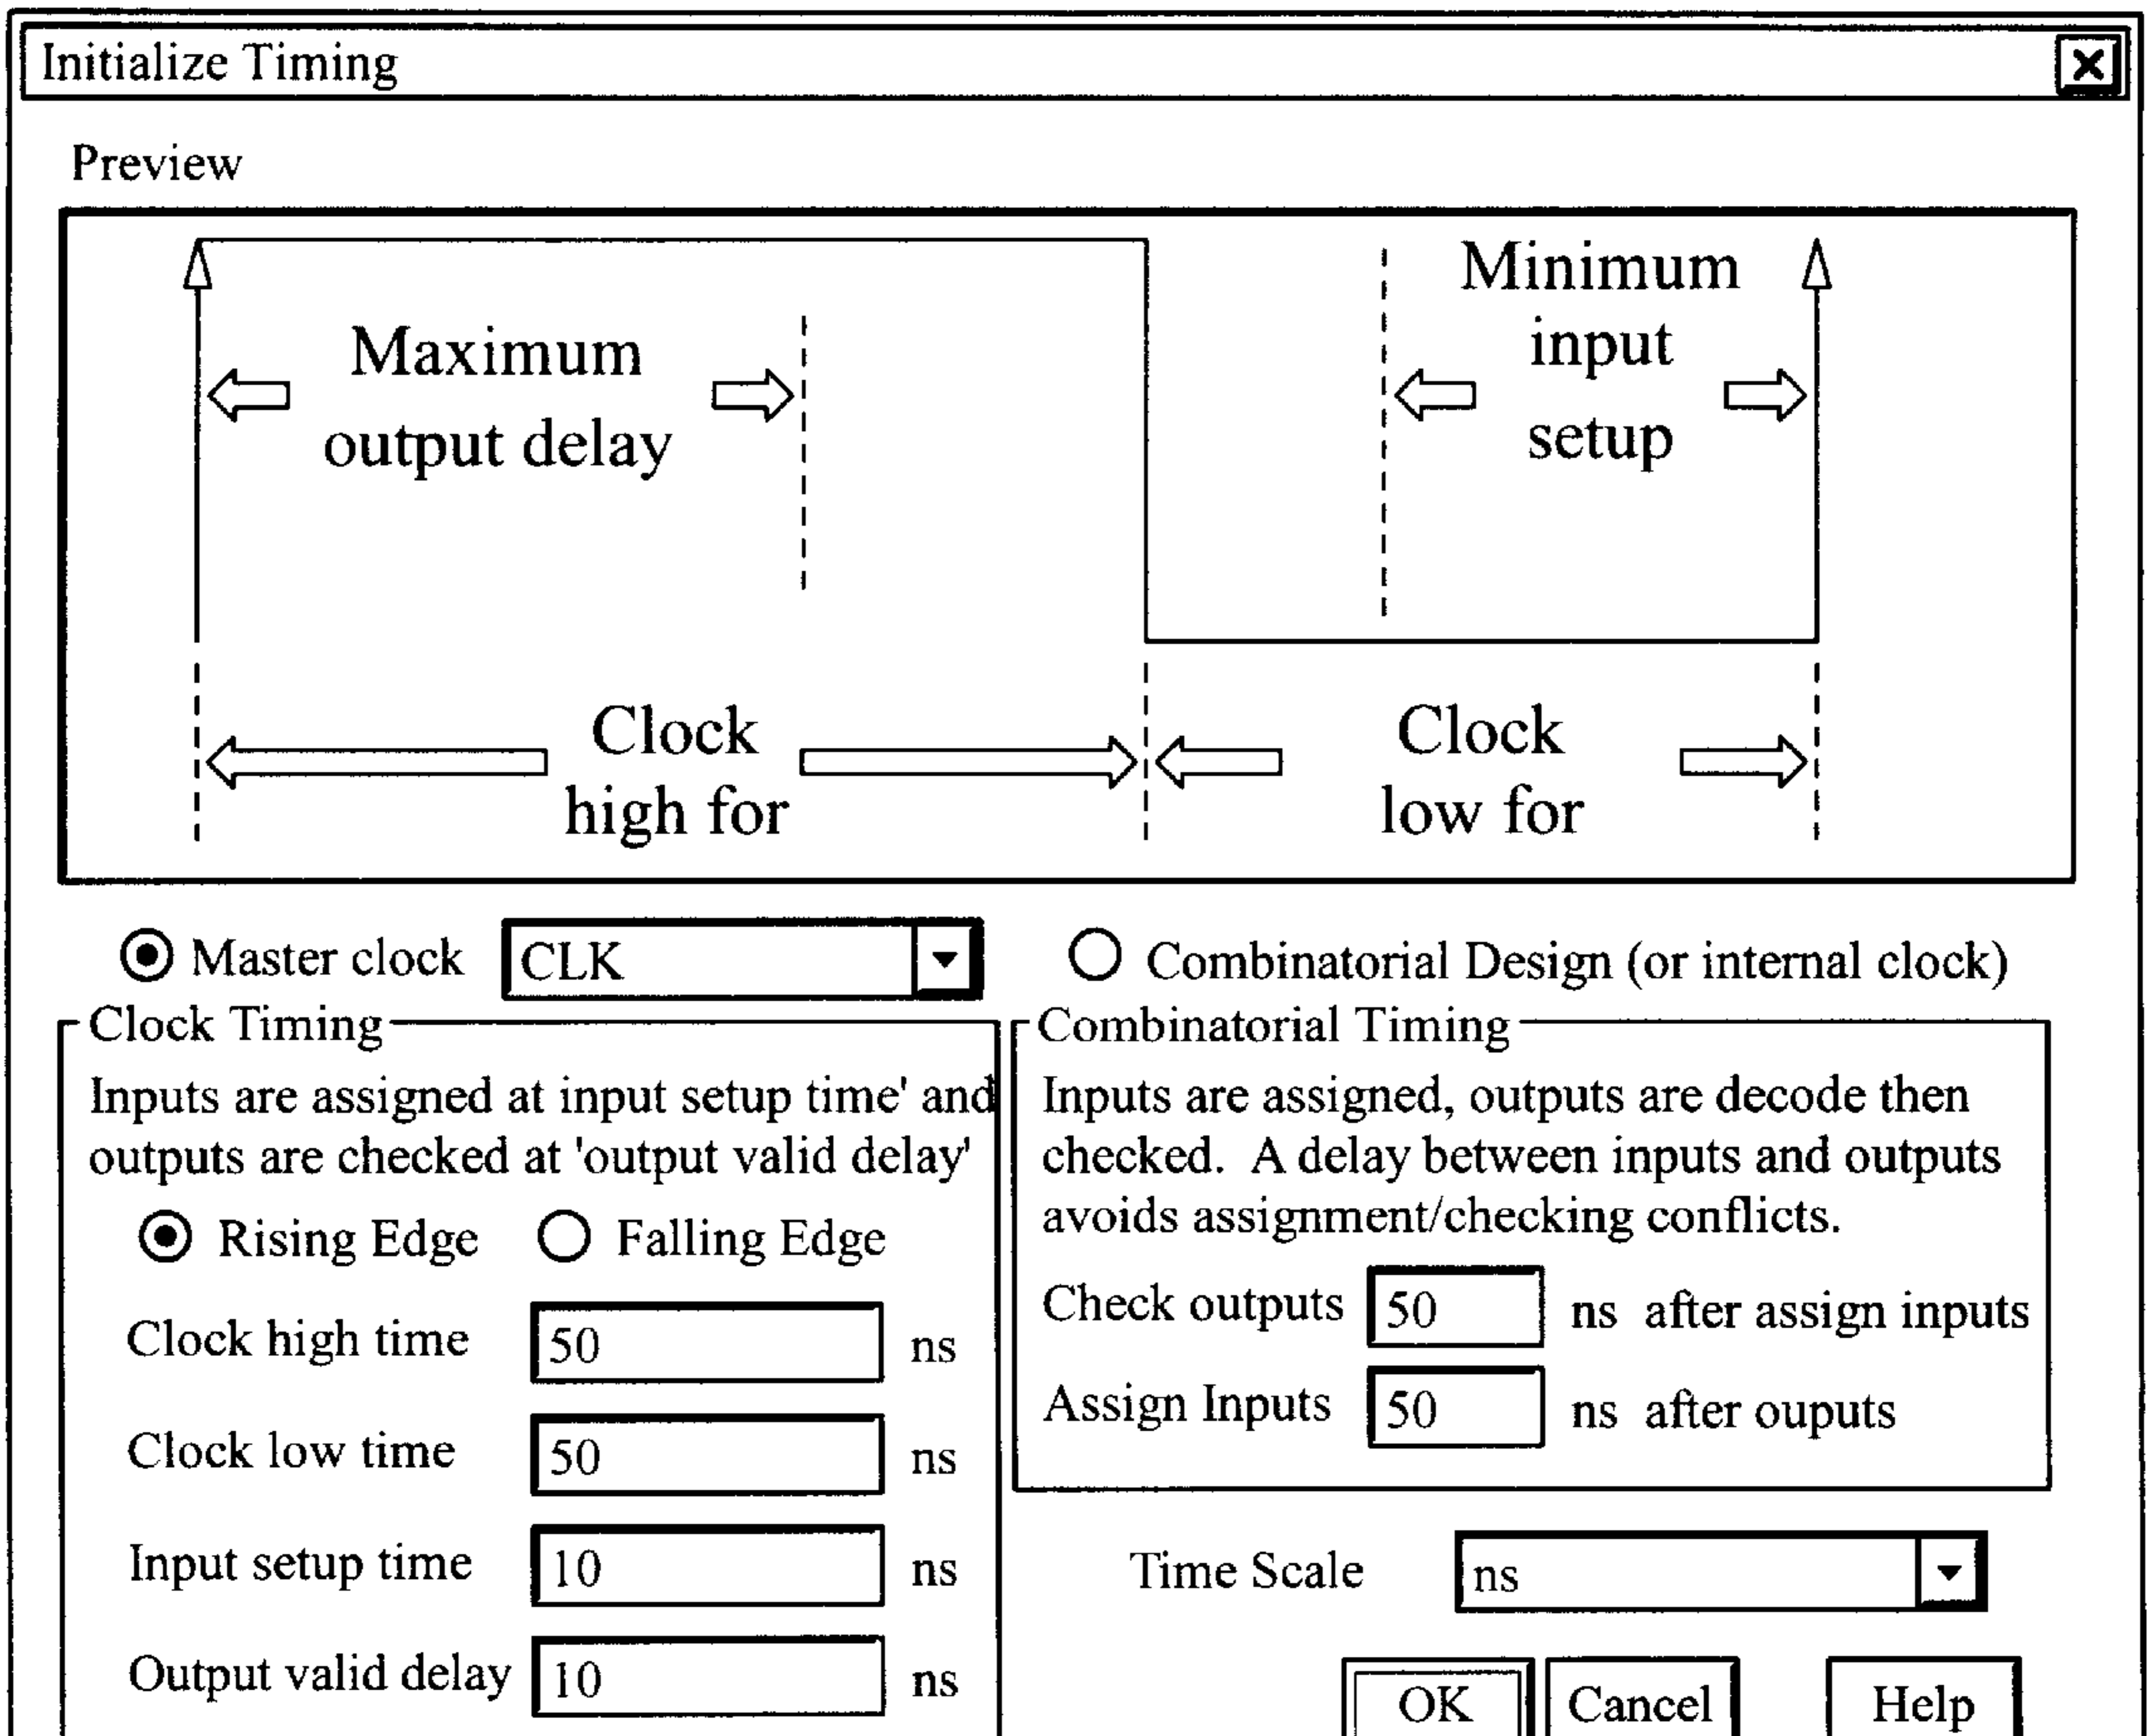 Initialize Timing
Preview
Maximum
output delay
Minimum
input
setup
Clock
high for
Clock
low for
Master clock
CLK
Combinatorial Design (or internal clock)
Clock Timing
Inputs are assigned at input setup time' and
outputs are checked at 'output valid delay'
Rising Edge
Falling Edge
Clock high time 50 ns
Clock low time 50 ns
Input setup time 10 ns
Output valid delay 10 ns
Combinatorial Timing
Inputs are assigned, outputs are decode then
checked. A delay between inputs and outputs
avoids assignment/checking conflicts.
Check outputs 50 ns after assign inputs
Assign Inputs 50 ns after ouputs
Time Scale ns
OK Cancel Help